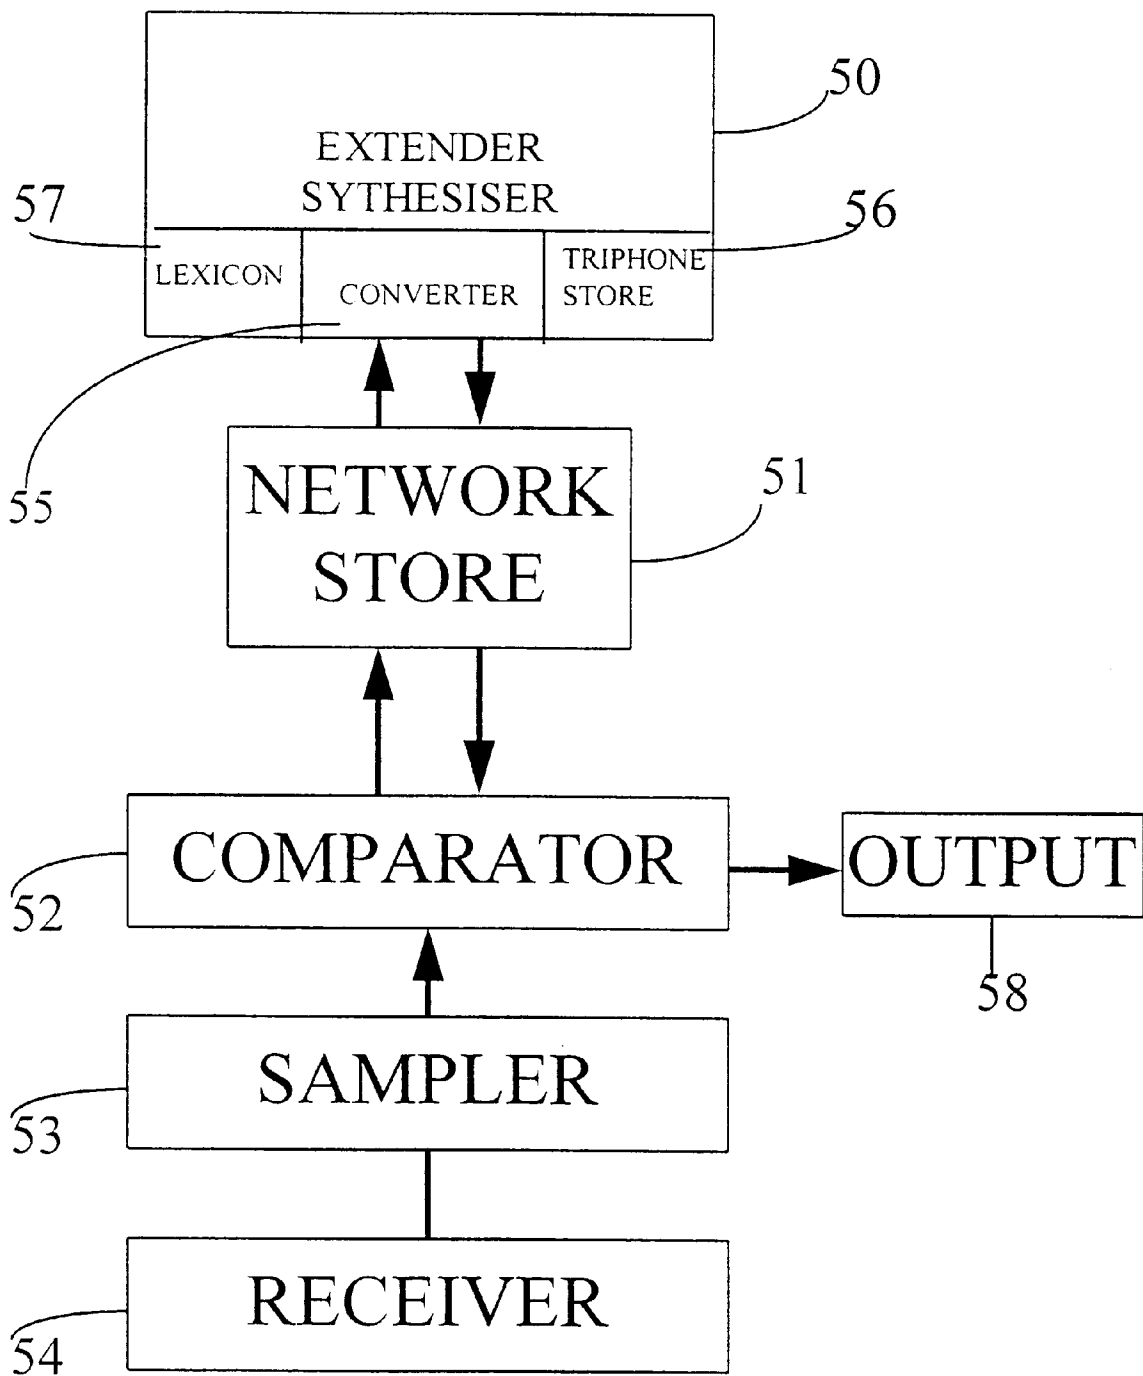 50
EXTENDER
SYTHESISER
57
56
LEXICON
CONVERTER
TRIPHONE
STORE
55
NETWORK
STORE
51
COMPARATOR
OUTPUT
52
58
SAMPLER
53
RECEIVER
54